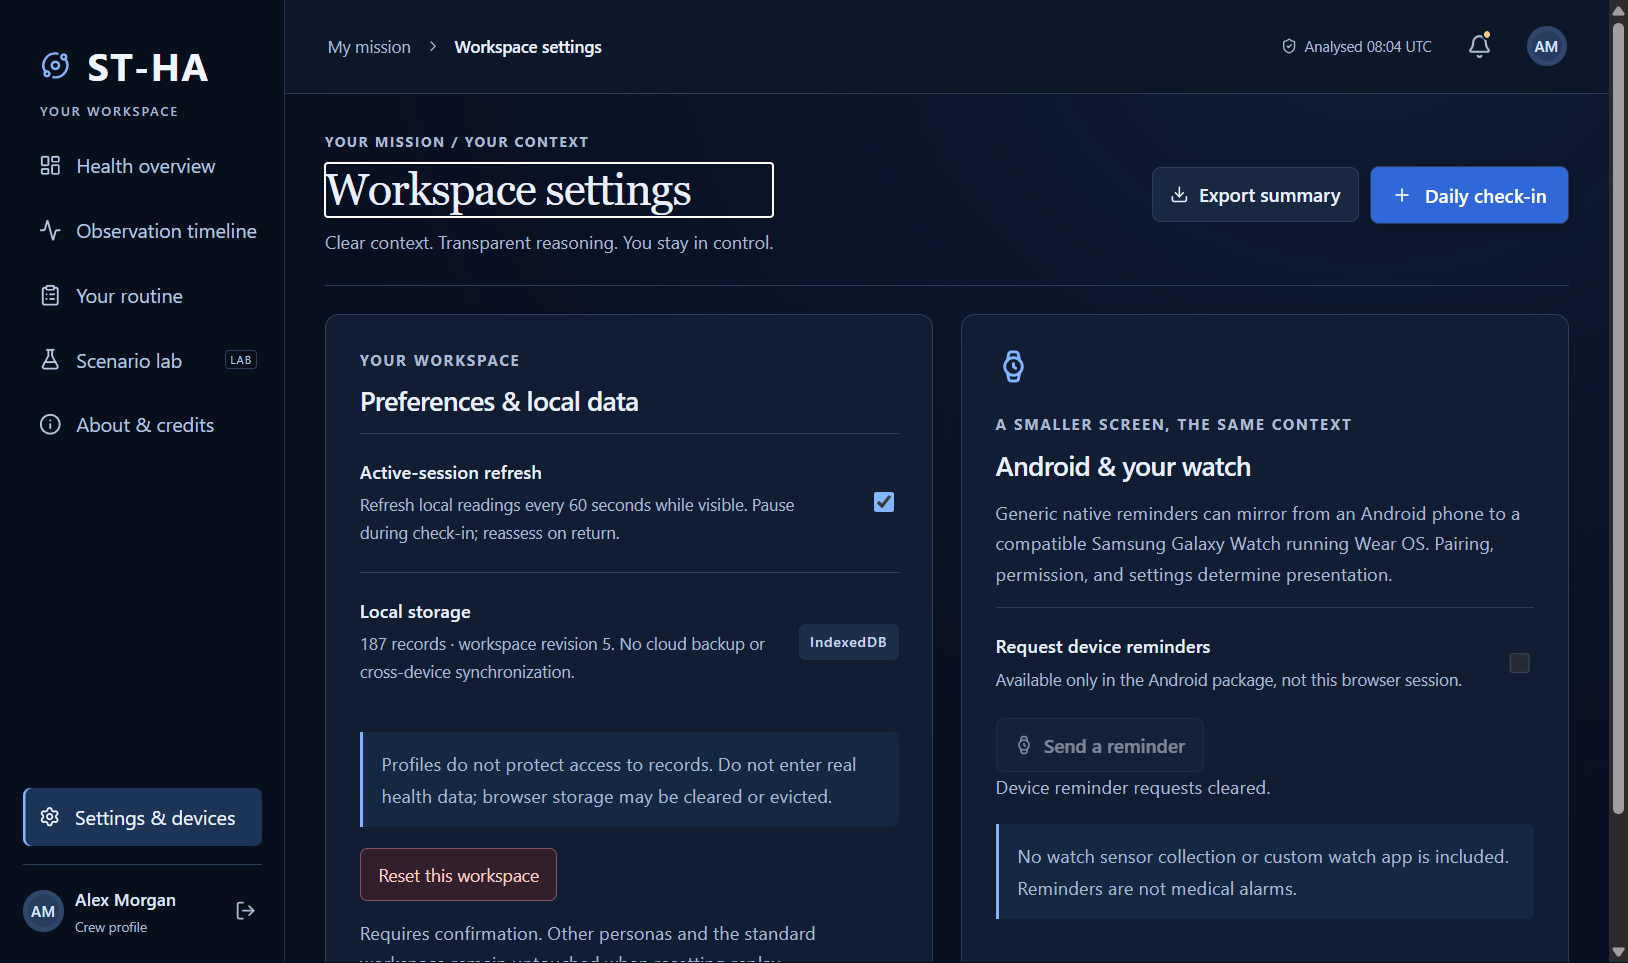 ST-HA
YOUR WORKSPACE
Health overview
Observation timeline
Your routine
Scenario lab
LAB
About & credits
Settings & devices
AM
Alex Morgan
Crew profile
My mission
Workspace settings
Analysed 08:04 UTC
AM
YOUR MISSION / YOUR CONTEXT
Workspace settings
Clear context. Transparent reasoning. You stay in control.
Export summary
Daily check-in
YOUR WORKSPACE
Preferences & local data
Active-session refresh
Refresh local readings every 60 seconds while visible. Pause
during check-in; reassess on return.
Local storage
187 records · workspace revision 5. No cloud backup or
cross-device synchronization.
IndexedDB
Profiles do not protect access to records. Do not enter real
health data; browser storage may be cleared or evicted.
Reset this workspace
Requires confirmation. Other personas and the standard
workspace remain untouched when resetting replay.
A SMALLER SCREEN, THE SAME CONTEXT
Android & your watch
Generic native reminders can mirror from an Android phone to a
compatible Samsung Galaxy Watch running Wear OS. Pairing,
permission, and settings determine presentation.
Request device reminders
Available only in the Android package, not this browser session.
Send a reminder
Device reminder requests cleared.
No watch sensor collection or custom watch app is included.
Reminders are not medical alarms.